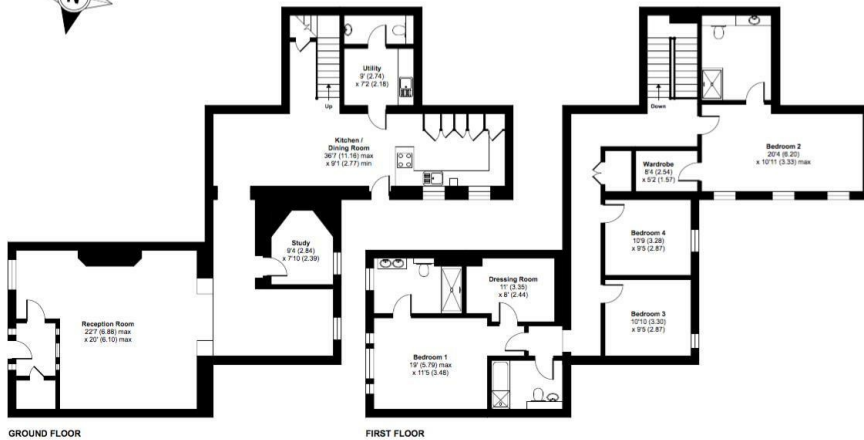 N
Utility
9' (2.74)
x 7'2 (2.18)
Up
Kitchen /
Dining Room
36'7 (11.16) max
x 9'1 (2.77) min
Study
9'4 (2.84)
x 7'10 (2.39)
Reception Room
22'7 (6.88) max
x 20' (6.10) max
GROUND FLOOR
Down
Bedroom 2
20'4 (6.20)
x 10'11 (3.33) max
Wardrobe
8'4 (2.54)
x 5'2 (1.57)
Bedroom 4
10'9 (3.28)
x 9'5 (2.87)
Dressing Room
11' (3.35)
x 8' (2.44)
Bedroom 3
10'10 (3.30)
x 9'5 (2.87)
Bedroom 1
19' (5.79) max
x 11'5 (3.48)
FIRST FLOOR